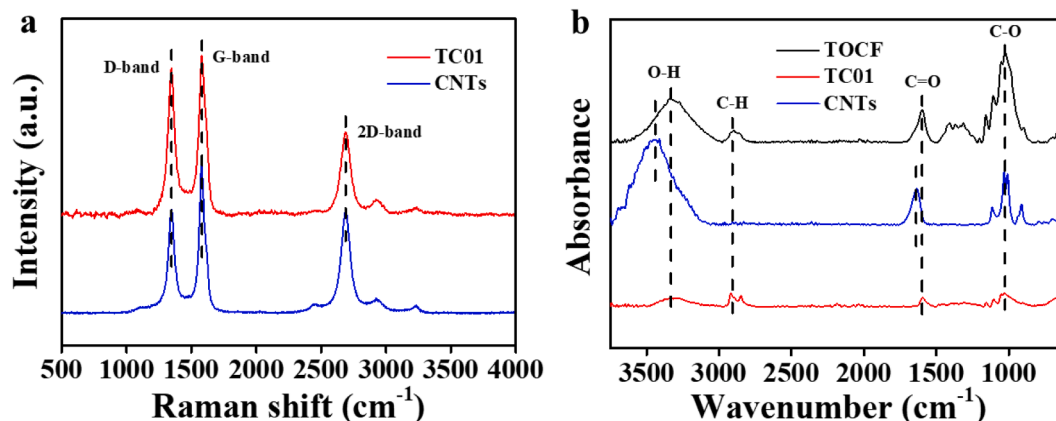 a
D-band
G-band
2D-band
TC01
CNTs
Intensity (a.u.)
500 1000 1500 2000 2500 3000 3500 4000
Raman shift (cm⁻¹)
b
TOCF
TC01
CNTs
O-H
C-H
C=O
C-O
Absorbance
3500 3000 2500 2000 1500 1000
Wavenumber (cm⁻¹)